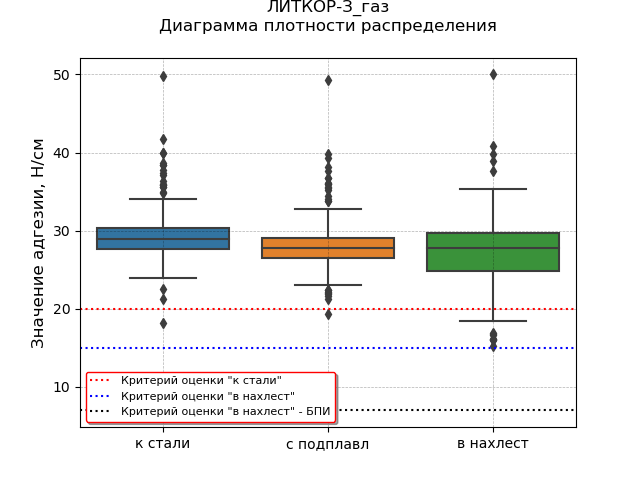 ЛИТКОР-З_газ
Диаграмма плотности распределения
Значение адгезии, Н/см
50
40
30
20
10
Критерий оценки "к стали"
Критерий оценки "в нахлест"
Критерий оценки "в нахлест" - БПИ
к стали
с подплавл
в нахлест